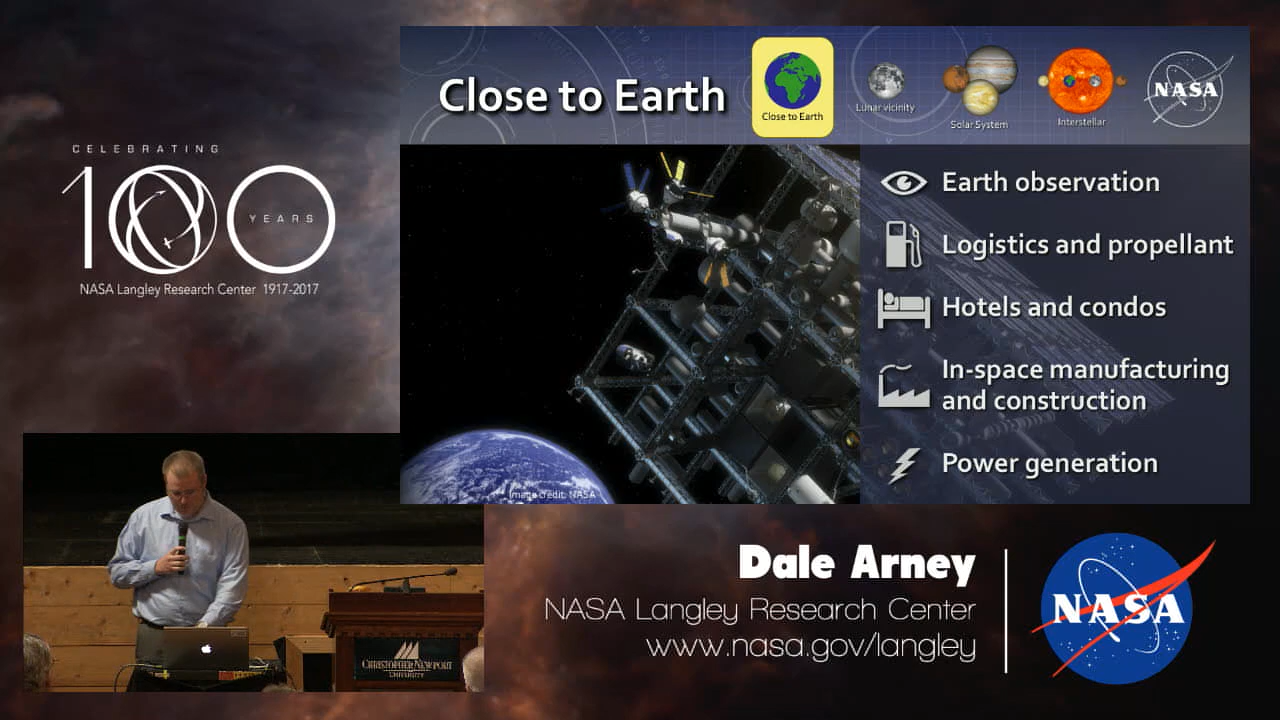 CELEBRATING
100
YEARS
NASA Langley Research Center 1917-2017
Close to Earth
Close to Earth
Lunar vicinity
Solar System
Interstellar
NASA
Earth observation
Logistics and propellant
Hotels and condos
In-space manufacturing
and construction
Power generation
Image credit: NASA
CHRISTOPHER NEWPORT
UNIVERSITY
Dale Arney
NASA Langley Research Center
www.nasa.gov/langley
NASA